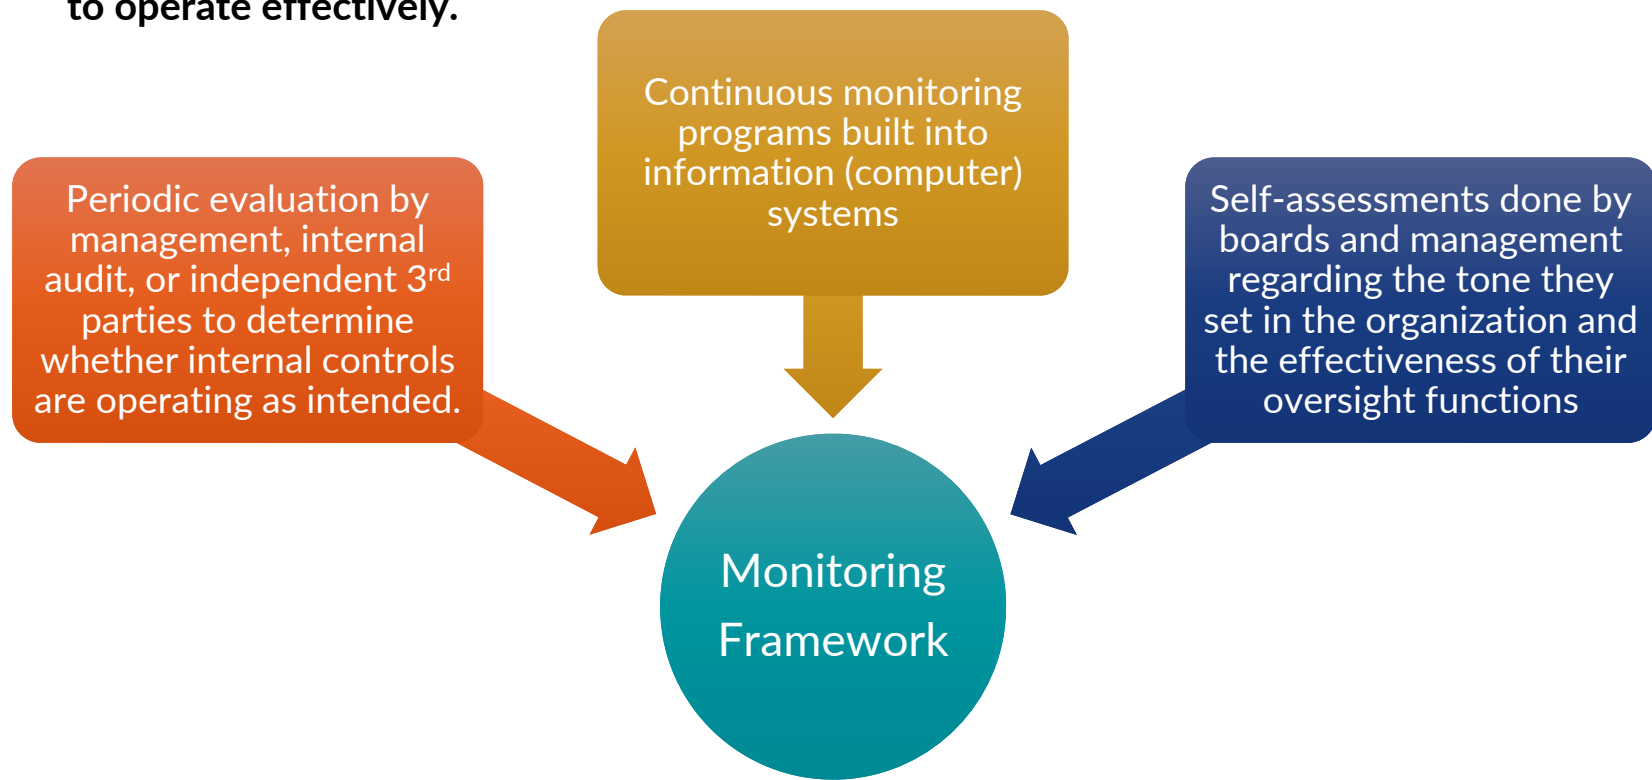 to operate effectively.
Continuous monitoring
programs built into
information (computer)
systems
Periodic evaluation by
management, internal
audit, or independent 3rd
parties to determine
whether internal controls
are operating as intended.
Self-assessments done by
boards and management
regarding the tone they
set in the organization and
the effectiveness of their
oversight functions
Monitoring
Framework